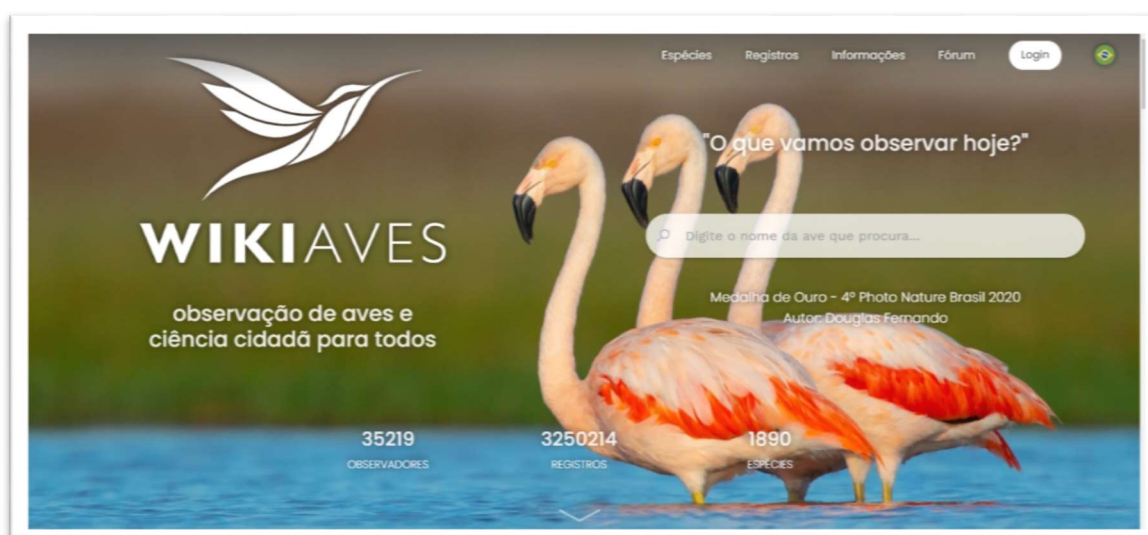 Espécies Registros Informações Fórum Login
WIKIAVES
observação de aves e
ciência cidadã para todos
"O que vamos observar hoje?"
Digite o nome da ave que procura...
Medalha de Ouro - 4º Photo Nature Brasil 2020
Autor: Douglas Fernando
35219 3250214 1890
OBSERVADORES REGISTROS ESPÉCIES